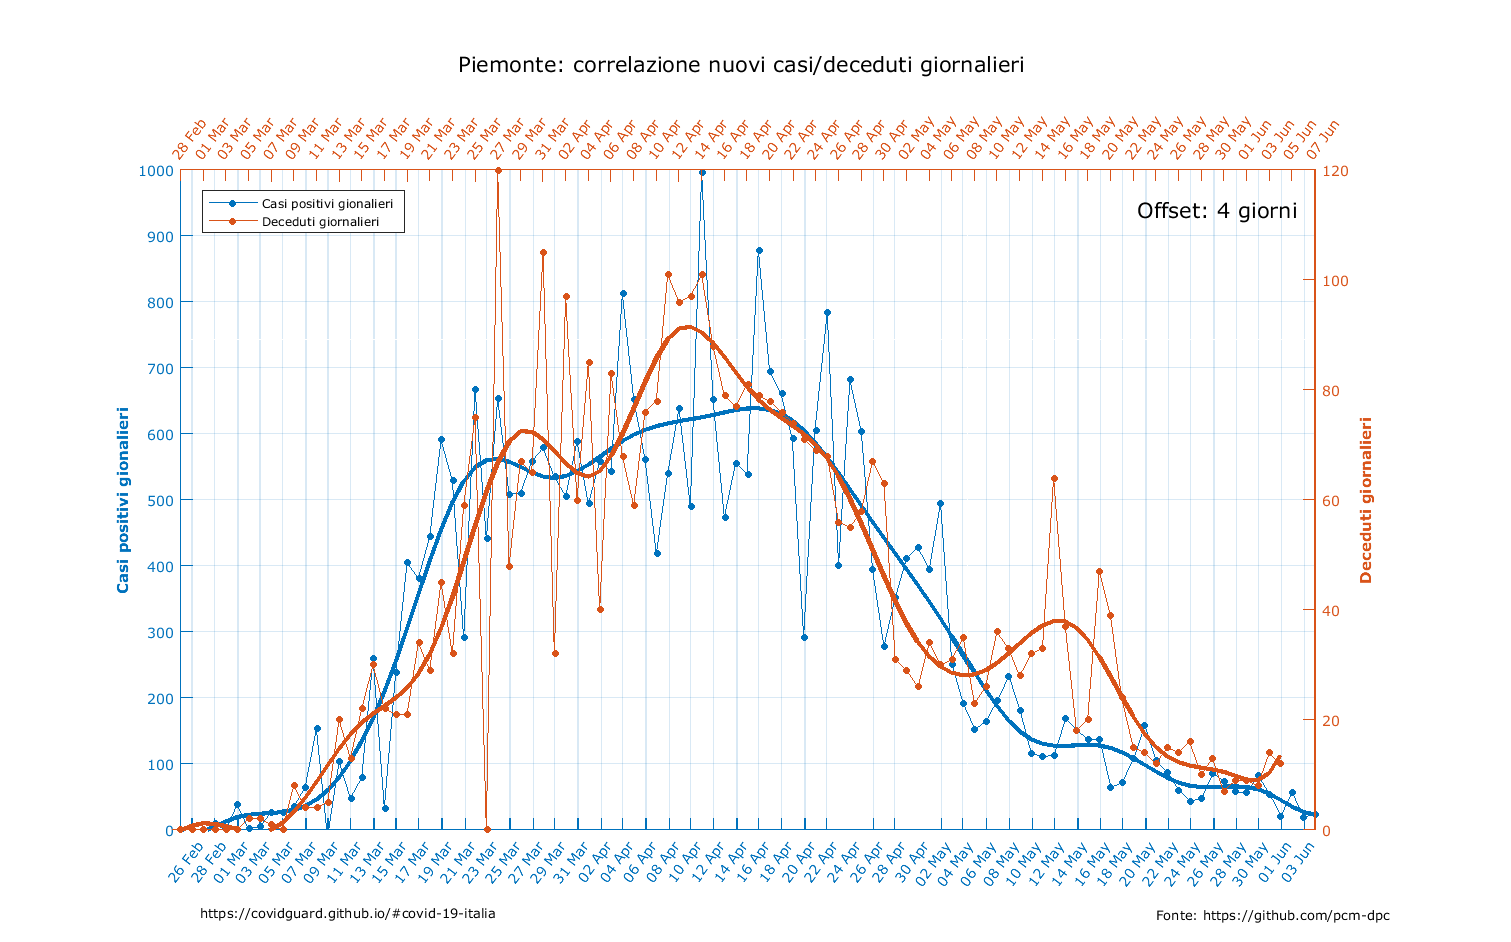 Piemonte: correlazione nuovi casi/deceduti giornalieri
28 Feb 01 Mar 03 Mar 05 Mar 07 Mar 09 Mar 11 Mar 13 Mar 15 Mar 17 Mar 19 Mar 21 Mar 23 Mar 25 Mar 27 Mar 29 Mar 31 Mar 02 Apr 04 Apr 06 Apr 08 Apr 10 Apr 12 Apr 14 Apr 16 Apr 18 Apr 20 Apr 22 Apr 24 Apr 26 Apr 28 Apr 30 Apr 02 May 04 May 06 May 08 May 10 May 12 May 14 May 16 May 18 May 20 May 22 May 24 May 26 May 28 May 30 May 01 Jun 03 Jun 05 Jun 07 Jun
1000
900
800
700
600
500
400
300
200
100
0
Casi positivi gionalieri
Casi positivi gionalieri
Deceduti giornalieri
Offset: 4 giorni
120
100
80
60
40
20
0
Deceduti giornalieri
26 Feb 28 Feb 01 Mar 03 Mar 05 Mar 07 Mar 09 Mar 11 Mar 13 Mar 15 Mar 17 Mar 19 Mar 21 Mar 23 Mar 25 Mar 27 Mar 29 Mar 31 Mar 02 Apr 04 Apr 06 Apr 08 Apr 10 Apr 12 Apr 14 Apr 16 Apr 18 Apr 20 Apr 22 Apr 24 Apr 26 Apr 28 Apr 30 Apr 02 May 04 May 06 May 08 May 10 May 12 May 14 May 16 May 18 May 20 May 22 May 24 May 26 May 28 May 30 May 01 Jun 03 Jun
https://covidguard.github.io/#covid-19-italia
Fonte: https://github.com/pcm-dpc